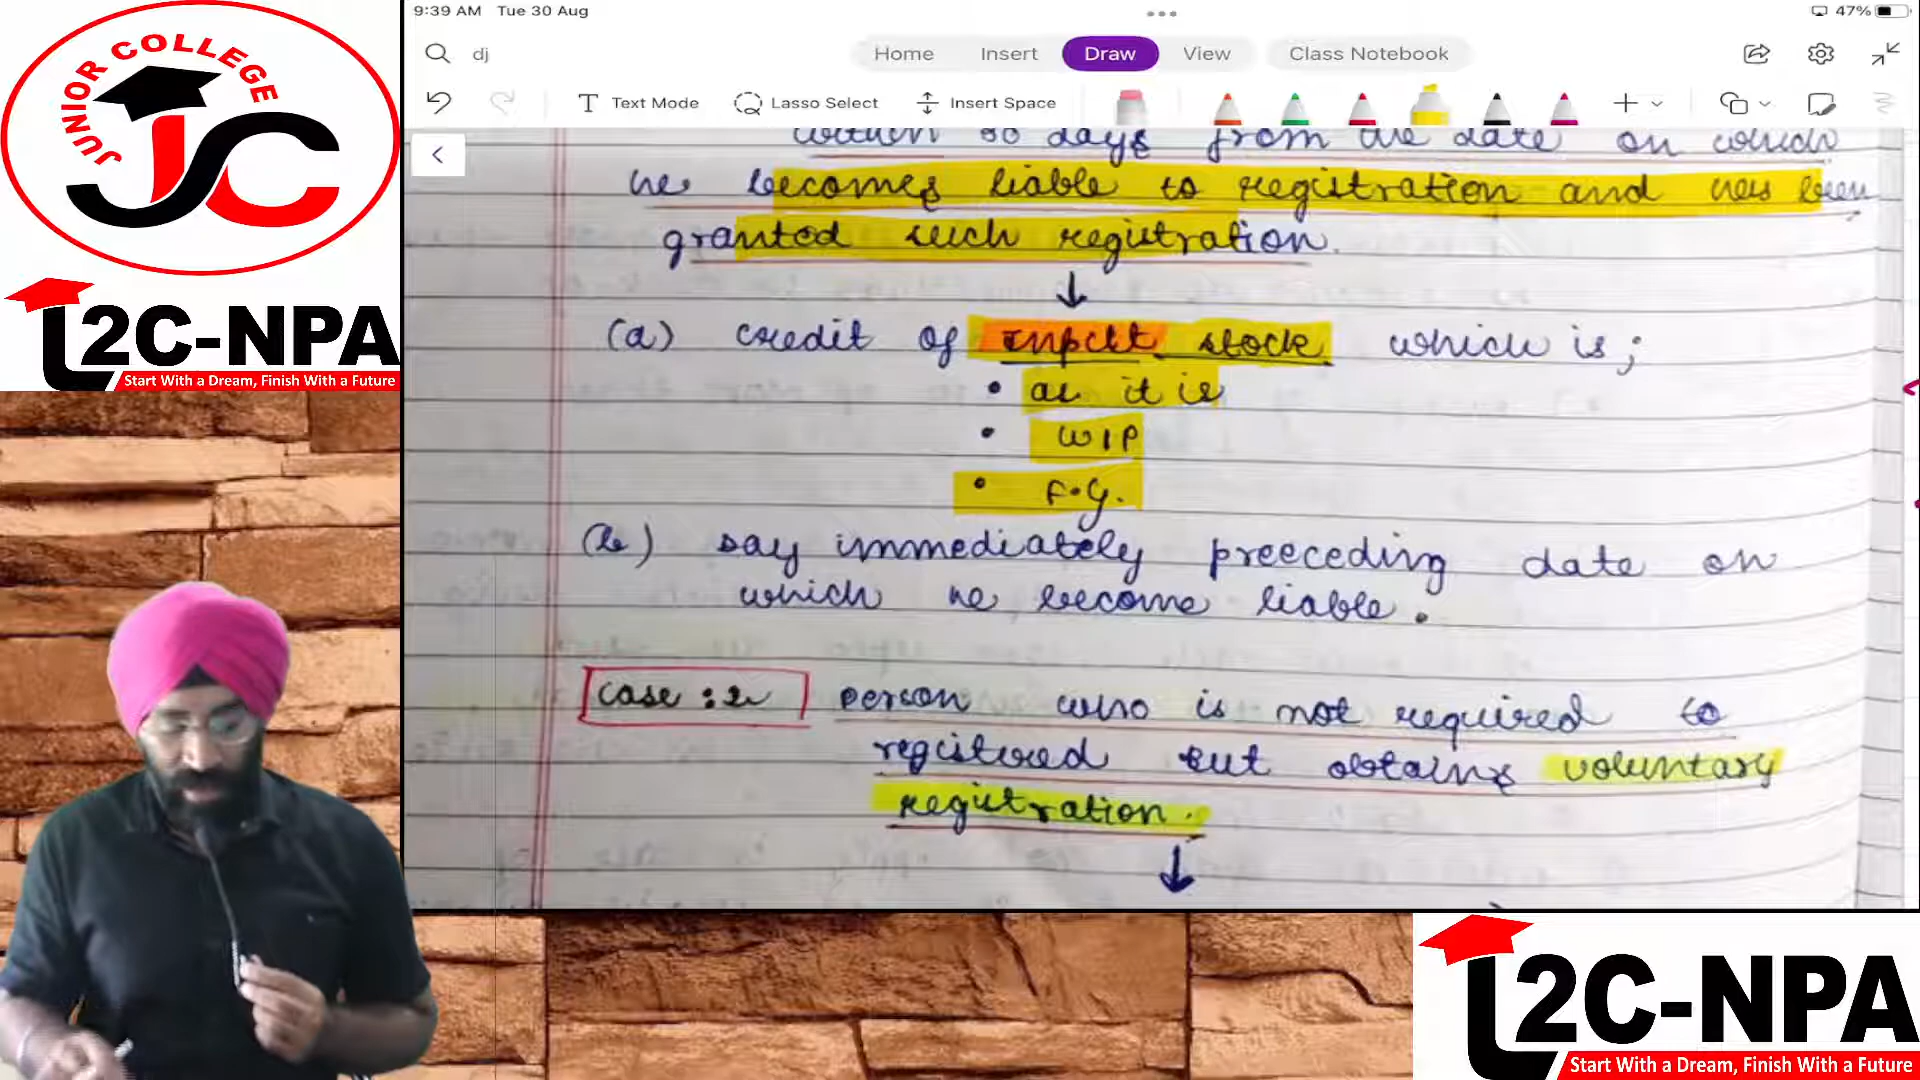 9:39 AM Tue 30 Aug
47%
dj
Home Insert Draw View Class Notebook
Text Mode Lasso Select Insert Space
JUNIOR COLLEGE
JC
L2C-NPA
Start With a Dream, Finish With a Future
within 30 days from the date on which
he becomes liable to registration and has been
granted such registration.
↓
(a) credit of input stock which is;
• as it is
• WIP
• F.G.
(b) say immediately preeceding date on
which he become liable.
case : 2 person who is not required to
registered but obtains voluntary
registration.
↓
L2C-NPA
Start With a Dream, Finish With a Future